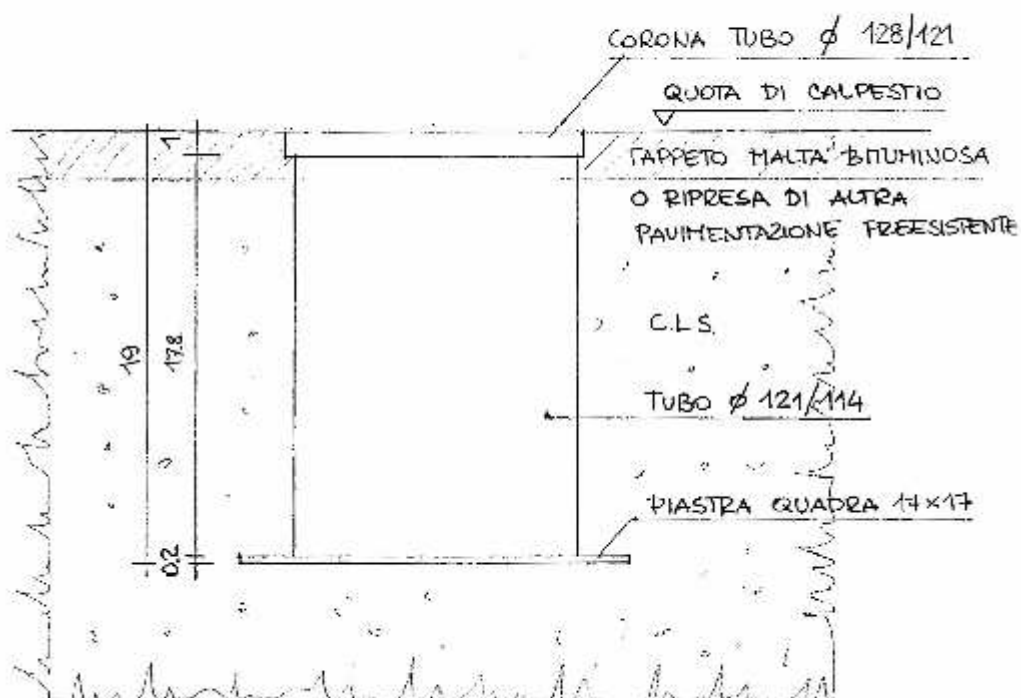 CORONA TUBO ϕ 128/121
QUOTA DI CALPESTIO
TAPPETO MALTA BITUMINOSA
O RIPRESA DI ALTRA
PAVIMENTAZIONE PREESISTENTE
C.L.S.
TUBO ϕ 121/114
PIASTRA QUADRA 17×17
1
19
17.8
0.2